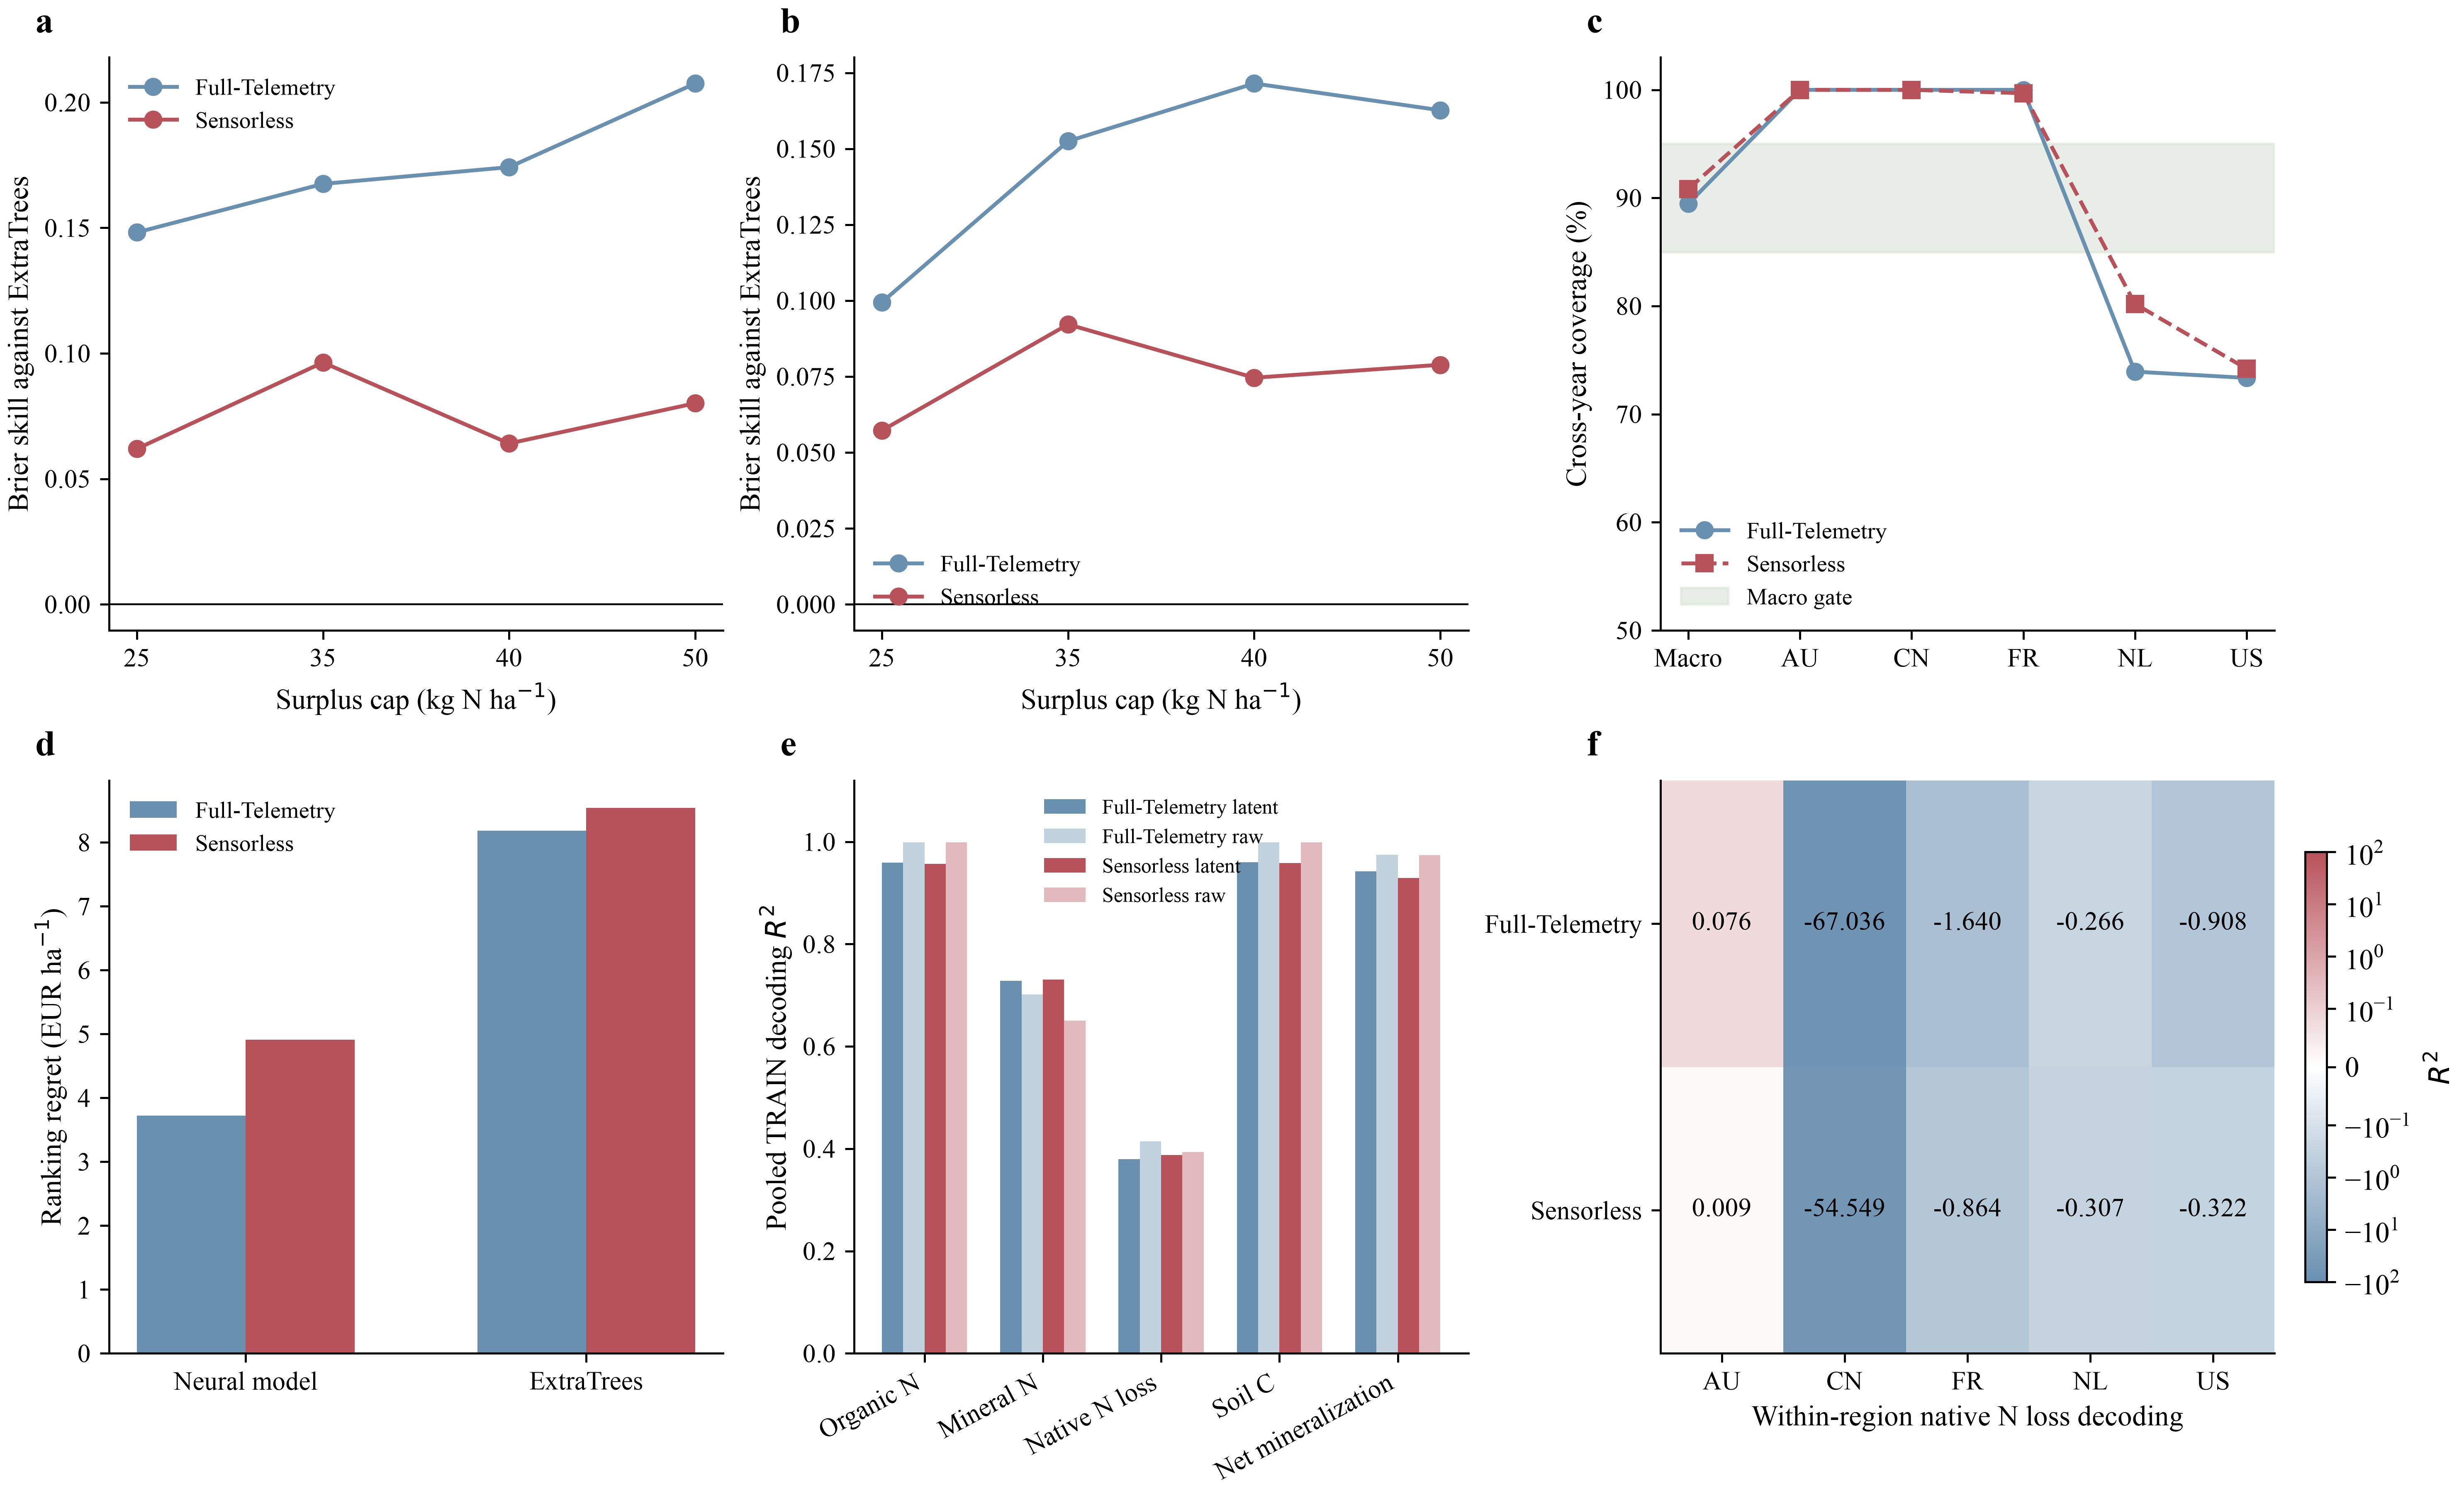 a
Brier skill against ExtraTrees
0.20
0.15
0.10
0.05
0.00
Full-Telemetry
Sensorless
25
35
40
50
Surplus cap (kg N ha⁻¹)
b
Brier skill against ExtraTrees
0.175
0.150
0.125
0.100
0.075
0.050
0.025
0.000
Full-Telemetry
Sensorless
25
35
40
50
Surplus cap (kg N ha⁻¹)
c
Cross-year coverage (%)
100
90
80
70
60
50
Full-Telemetry
Sensorless
Macro gate
Macro
AU
CN
FR
NL
US
d
Ranking regret (EUR ha⁻¹)
8
7
6
5
4
3
2
1
0
Full-Telemetry
Sensorless
Neural model
ExtraTrees
e
Pooled TRAIN decoding R²
1.0
0.8
0.6
0.4
0.2
0.0
Full-Telemetry latent
Full-Telemetry raw
Sensorless latent
Sensorless raw
Organic N
Mineral N
Native N loss
Soil C
Net mineralization
f
Full-Telemetry
0.076
-67.036
-1.640
-0.266
-0.908
Sensorless
0.009
-54.549
-0.864
-0.307
-0.322
AU
CN
FR
NL
US
Within-region native N loss decoding
10²
10¹
10⁰
10⁻¹
0
−10⁻¹
−10⁰
−10¹
−10²
R²